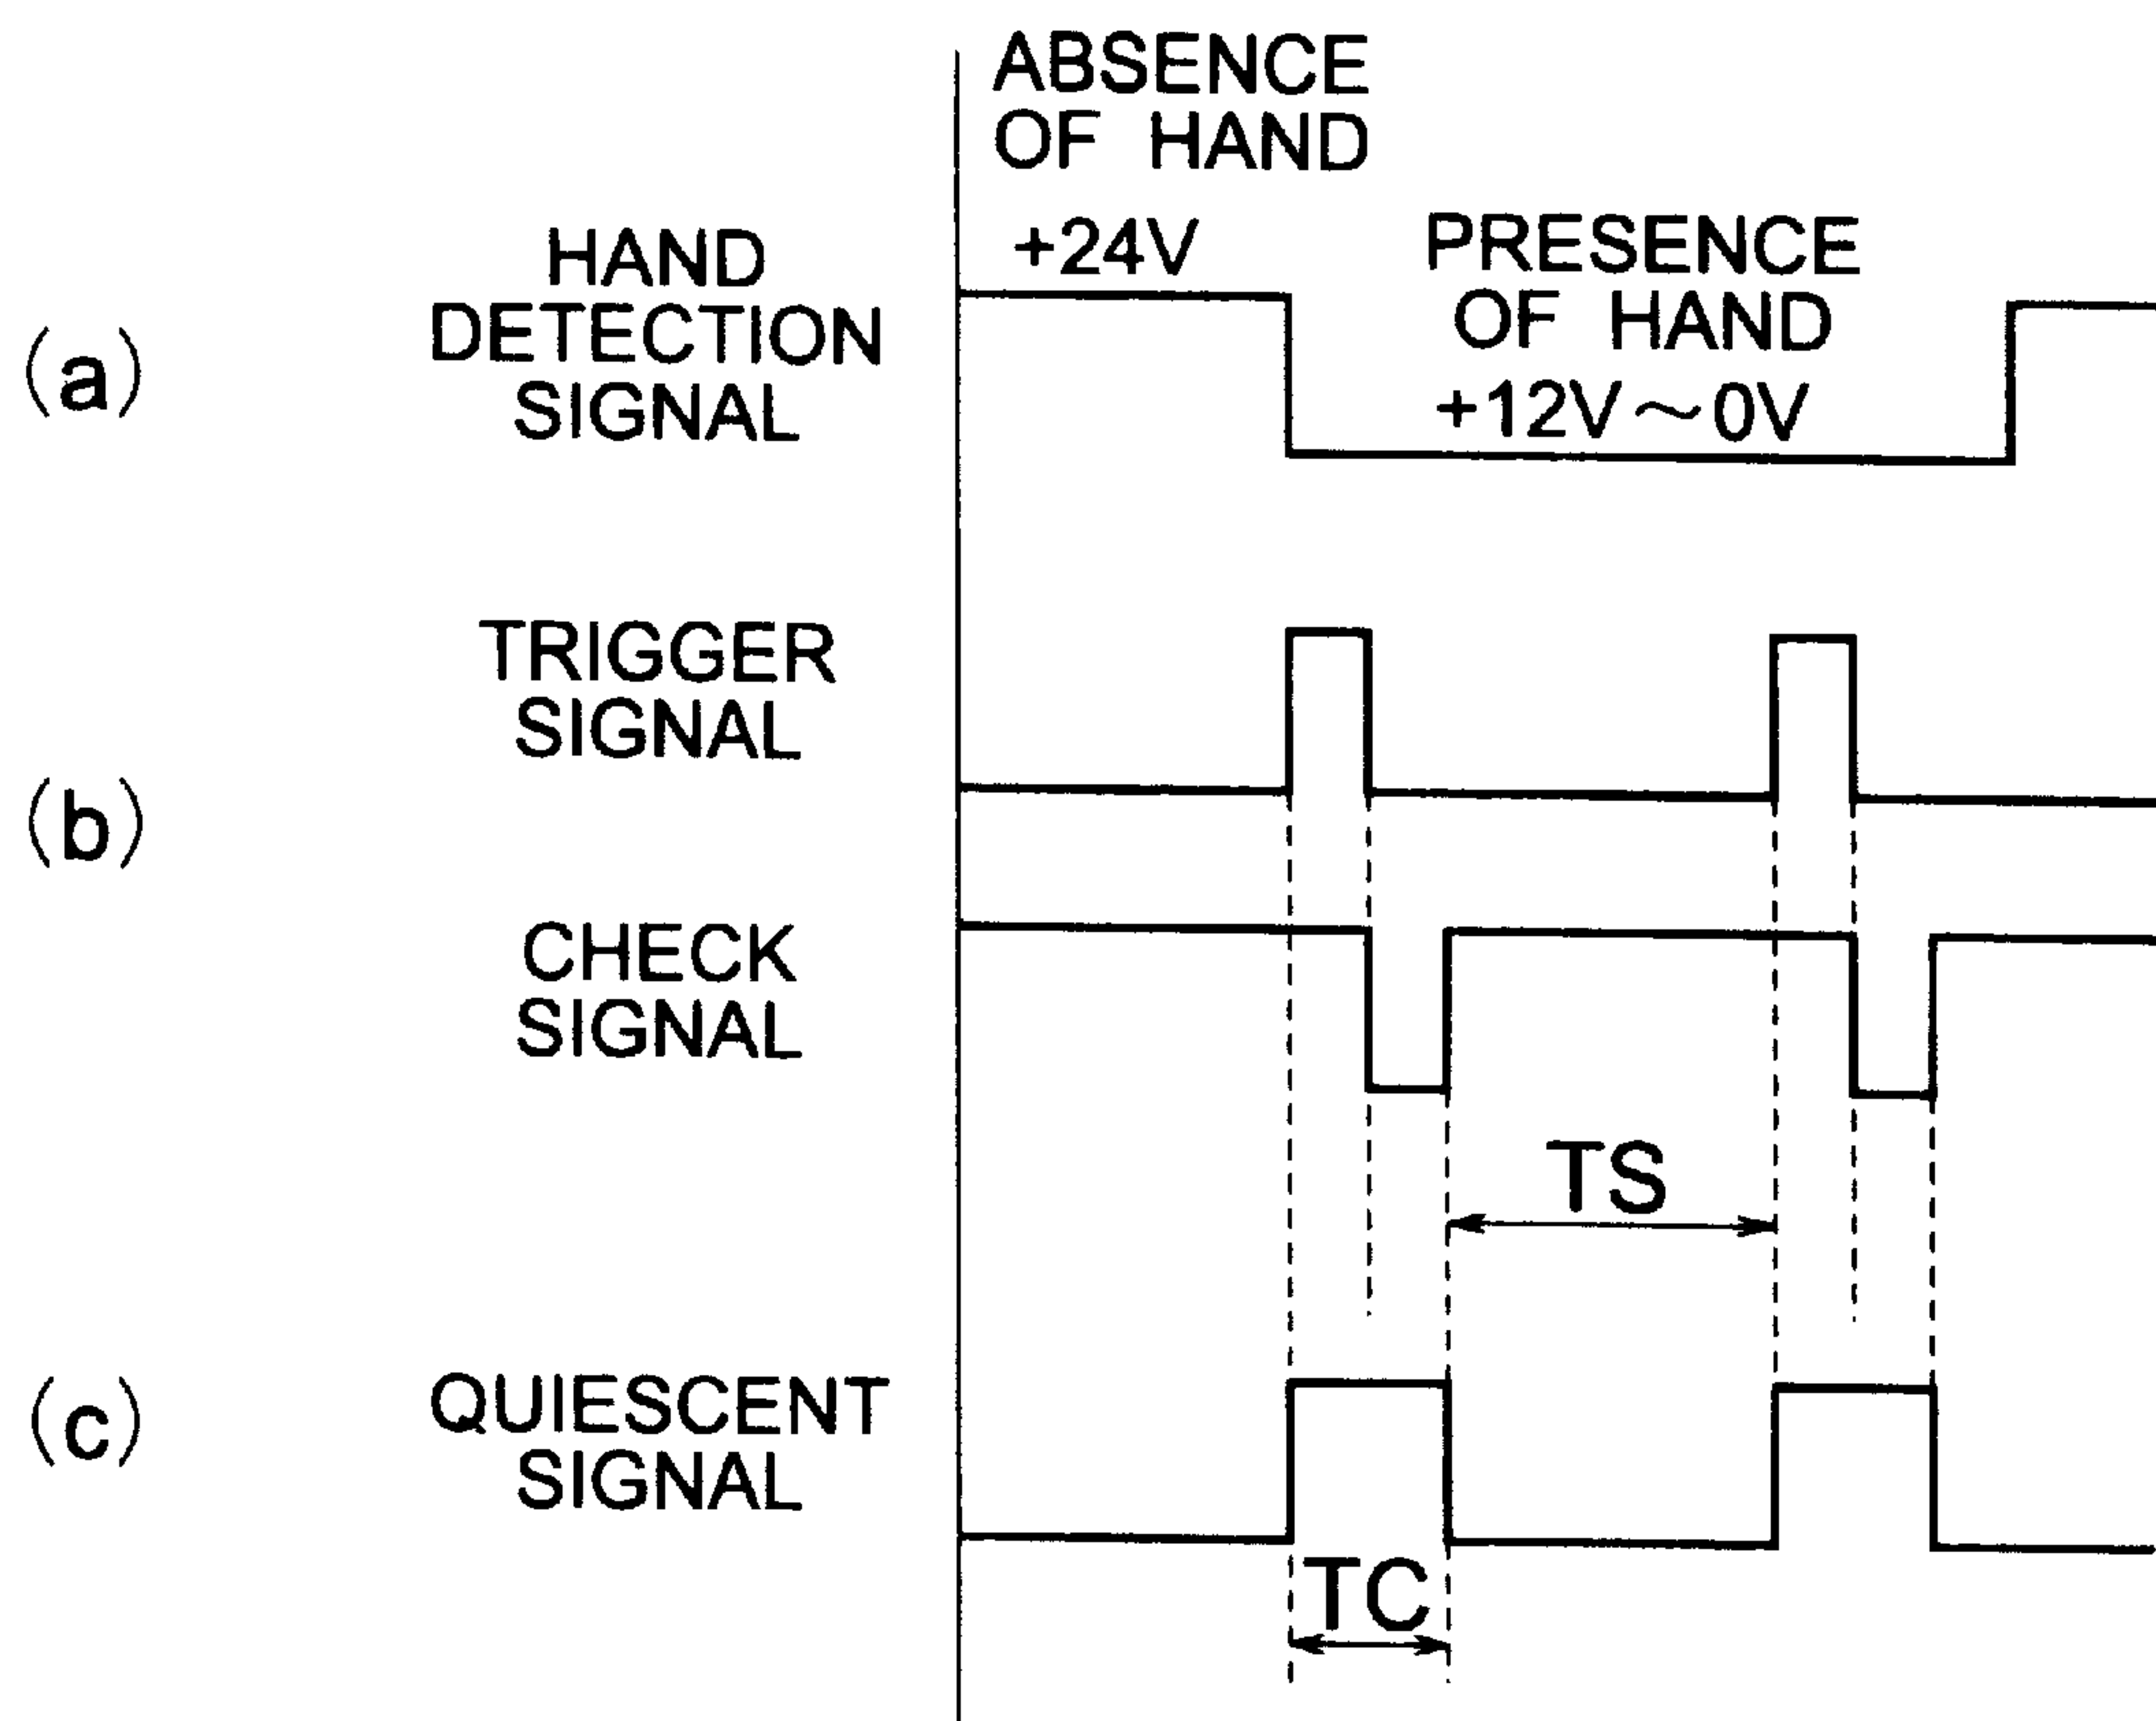 ABSENCE
OF HAND
+24V
PRESENCE
OF HAND
+12V～0V
(a)
HAND
DETECTION
SIGNAL
TRIGGER
SIGNAL
(b)
CHECK
SIGNAL
TS
(c)
QUIESCENT
SIGNAL
TC